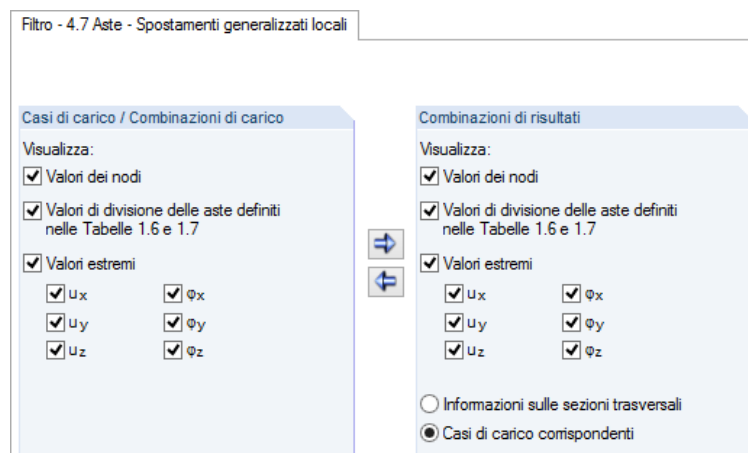 Filtro - 4.7 Aste - Spostamenti generalizzati locali
Casi di carico / Combinazioni di carico
Visualizza:
Valori dei nodi
Valori di divisione delle aste definiti
nelle Tabelle 1.6 e 1.7
Valori estremi
ux φx
uy φy
uz φz
Combinazioni di risultati
Visualizza:
Valori dei nodi
Valori di divisione delle aste definiti
nelle Tabelle 1.6 e 1.7
Valori estremi
ux φx
uy φy
uz φz
Informazioni sulle sezioni trasversali
Casi di carico corrispondenti